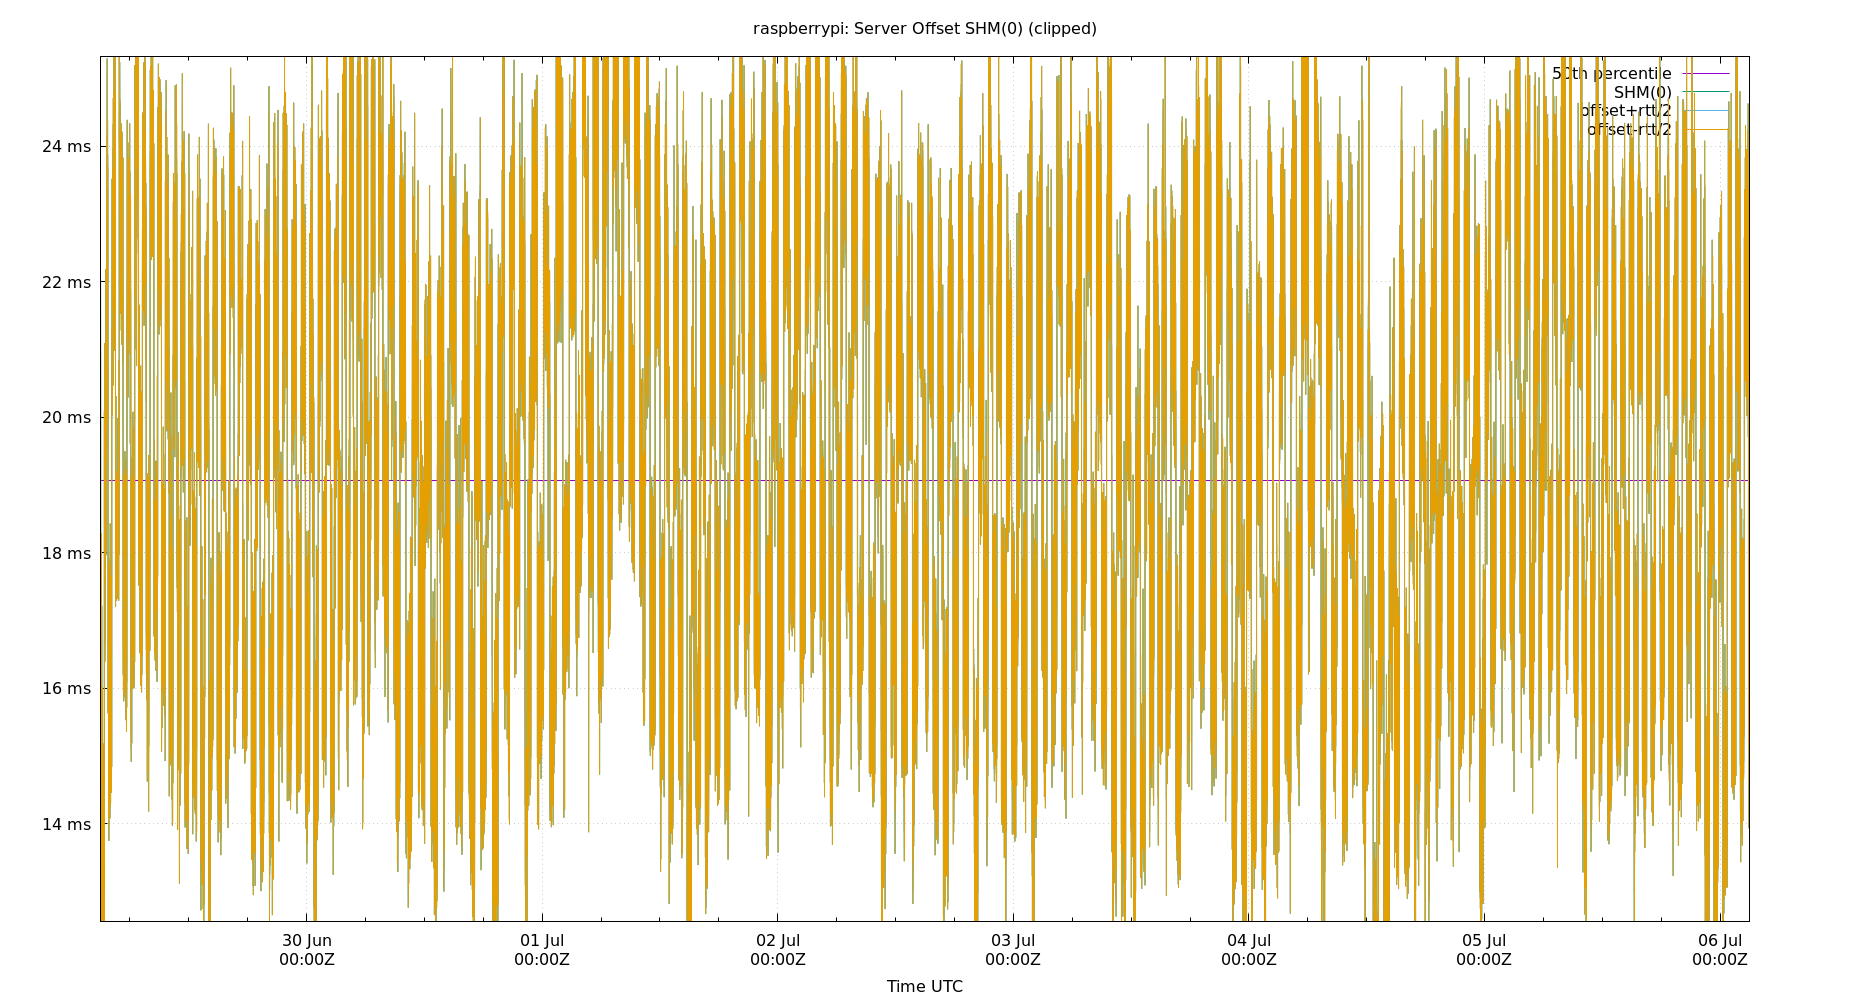 raspberrypi: Server Offset SHM(0) (clipped)
50th percentile
SHM(0)
offset+rtt/2
offset-rtt/2
24 ms
22 ms
20 ms
18 ms
16 ms
14 ms
30 Jun
00:00Z
01 Jul
00:00Z
02 Jul
00:00Z
03 Jul
00:00Z
04 Jul
00:00Z
05 Jul
00:00Z
06 Jul
00:00Z
Time UTC